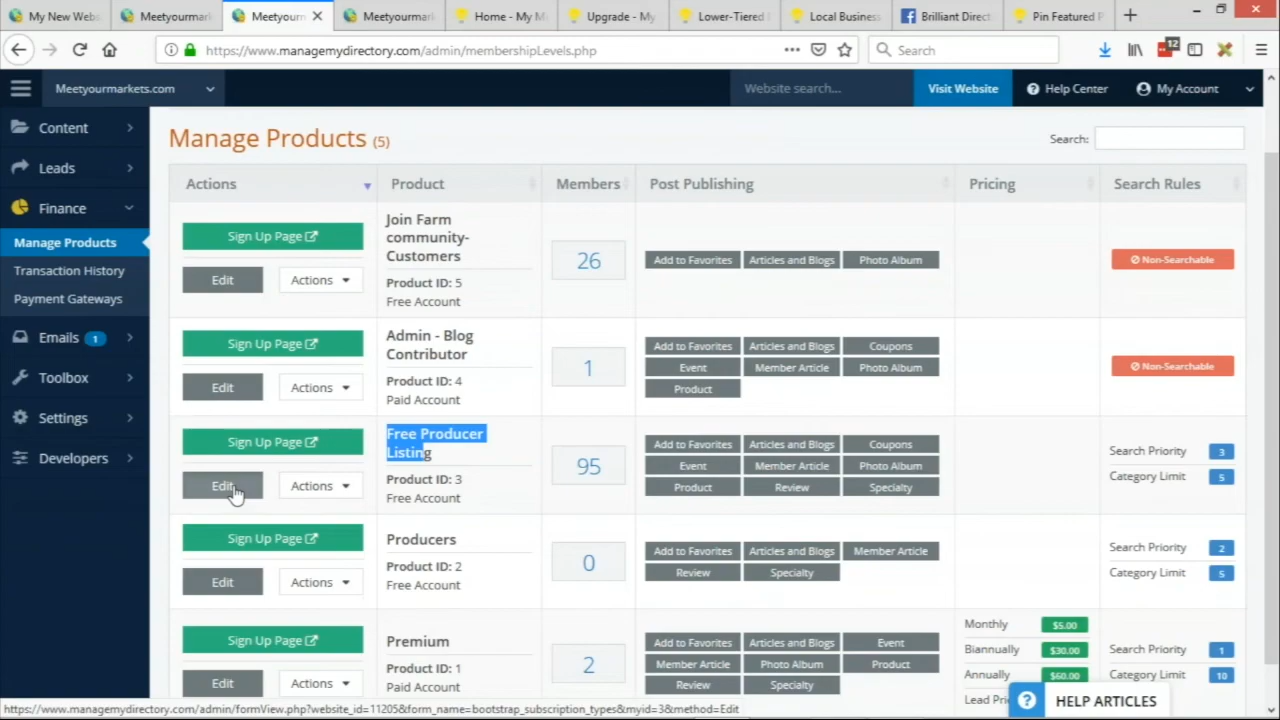 My New Webs
Meetyourmark
Meetyourn
Meetyourmark
Home - My M
Upgrade - My
Lower-Tiered
Local Business
Brilliant Direct
Pin Featured P
https://www.managemydirectory.com/admin/membershipLevels.php
Search
12
Meetyourmarkets.com
Website search...
Visit Website
Help Center
My Account
Content
Leads
Finance
Manage Products
Transaction History
Payment Gateways
Emails 1
Toolbox
Settings
Developers
Manage Products (5)
Search:
Actions Product Members Post Publishing Pricing Search Rules
Sign Up Page
Edit Actions
Join Farm
community-
Customers
Product ID: 5
Free Account
26
Add to Favorites Articles and Blogs Photo Album
Non-Searchable
Sign Up Page
Edit Actions
Admin - Blog
Contributor
Product ID: 4
Paid Account
1
Add to Favorites Articles and Blogs Coupons
Event Member Article Photo Album
Product
Non-Searchable
Sign Up Page
Edit Actions
Free Producer
Listing
Product ID: 3
Free Account
95
Add to Favorites Articles and Blogs Coupons
Event Member Article Photo Album
Product Review Specialty
Search Priority 3
Category Limit 5
Sign Up Page
Edit Actions
Producers
Product ID: 2
Free Account
0
Add to Favorites Articles and Blogs Member Article
Review Specialty
Search Priority 2
Category Limit 5
Sign Up Page
Edit Actions
Premium
Product ID: 1
Paid Account
2
Add to Favorites Articles and Blogs Event
Member Article Photo Album Product
Review Specialty
Monthly $5.00
Biannually $30.00
Annually $60.00
Lead Pri
Search Priority 1
Category Limit 10
HELP ARTICLES
https://www.managemydirectory.com/admin/formView.php?website_id=11205&form_name=bootstrap_subscription_types&myid=3&method=Edit